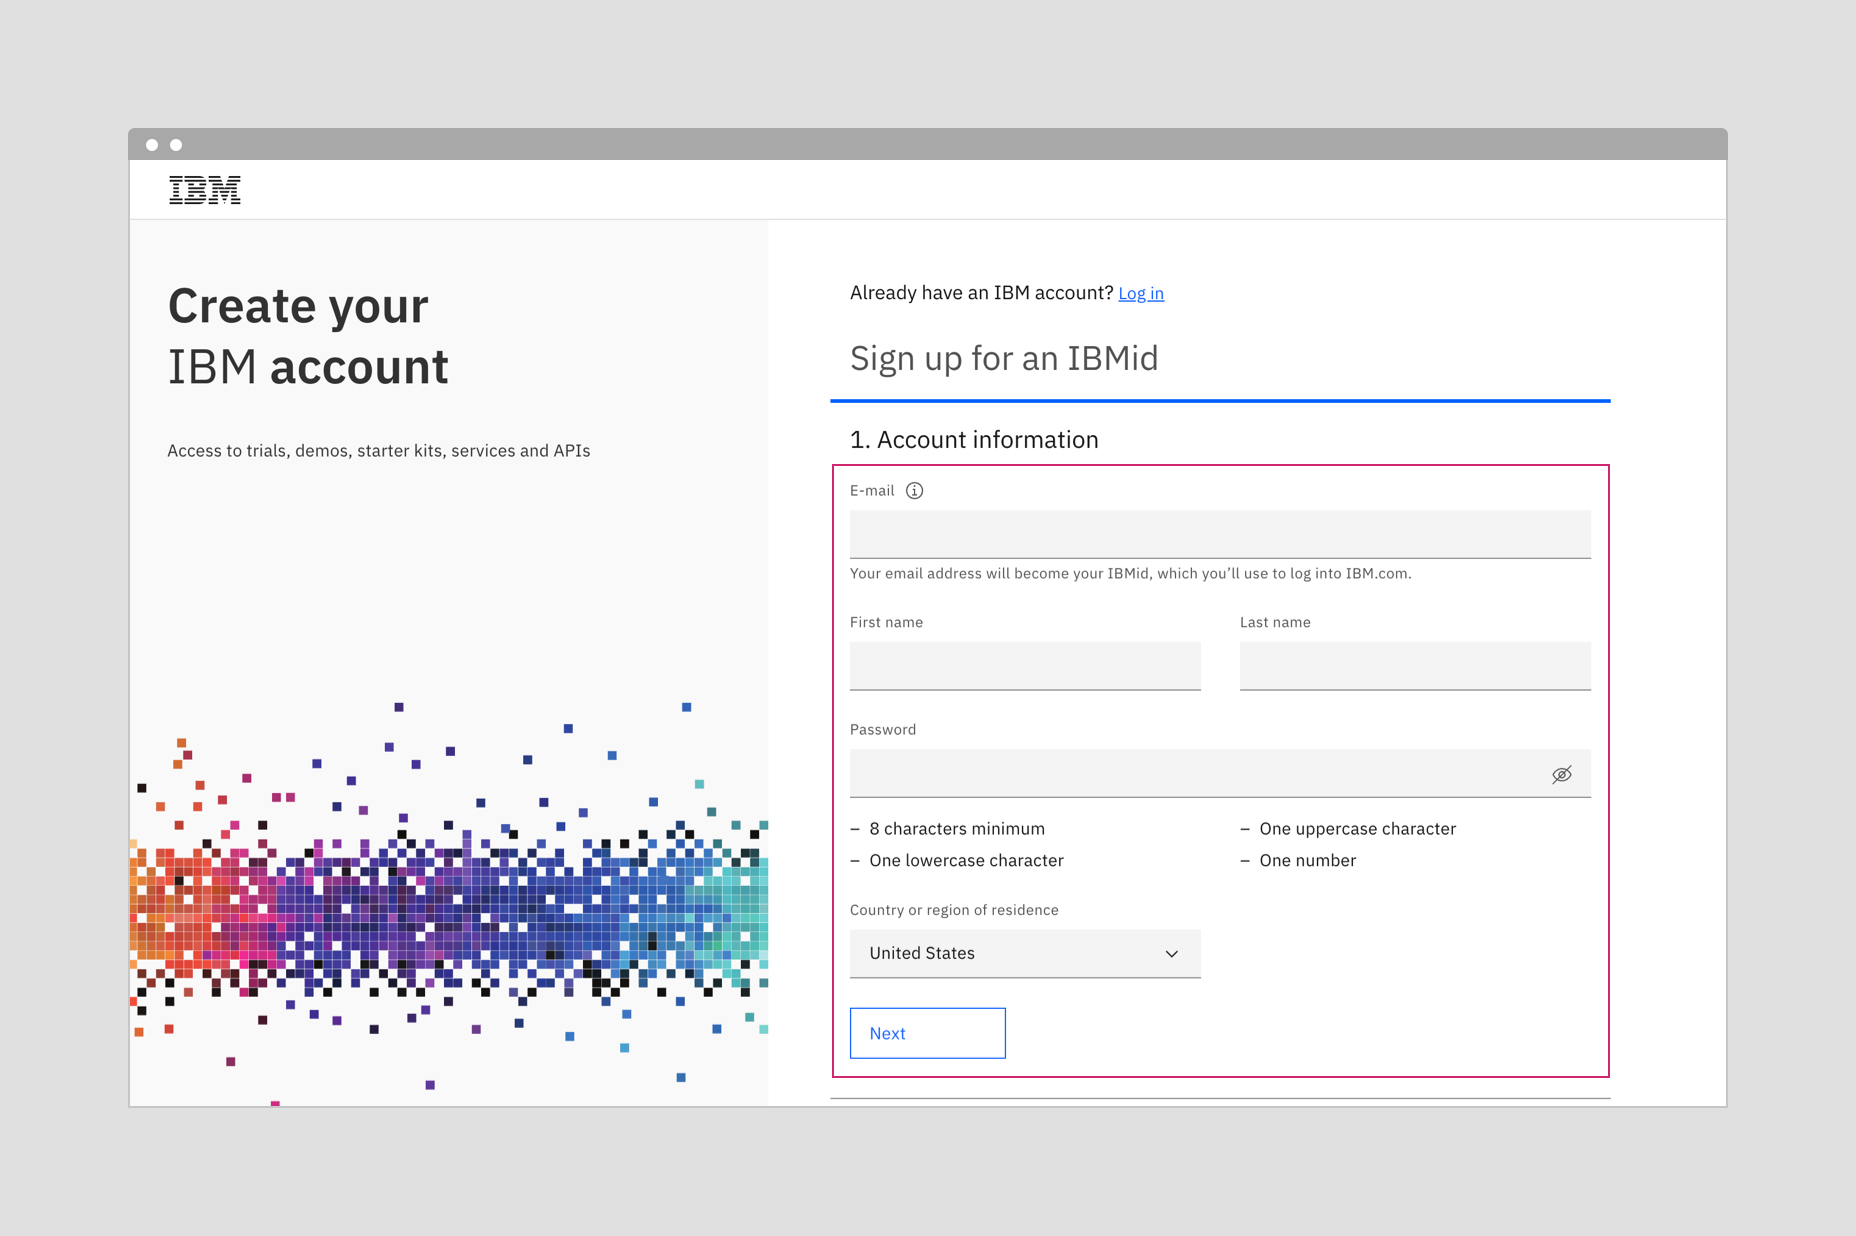 IBM
Create your
IBM account
Access to trials, demos, starter kits, services and APIs
Already have an IBM account? Log in
Sign up for an IBMid
1. Account information
E-mail
Your email address will become your IBMid, which you’ll use to log into IBM.com.
First name
Last name
Password
– 8 characters minimum
– One uppercase character
– One lowercase character
– One number
Country or region of residence
United States
Next